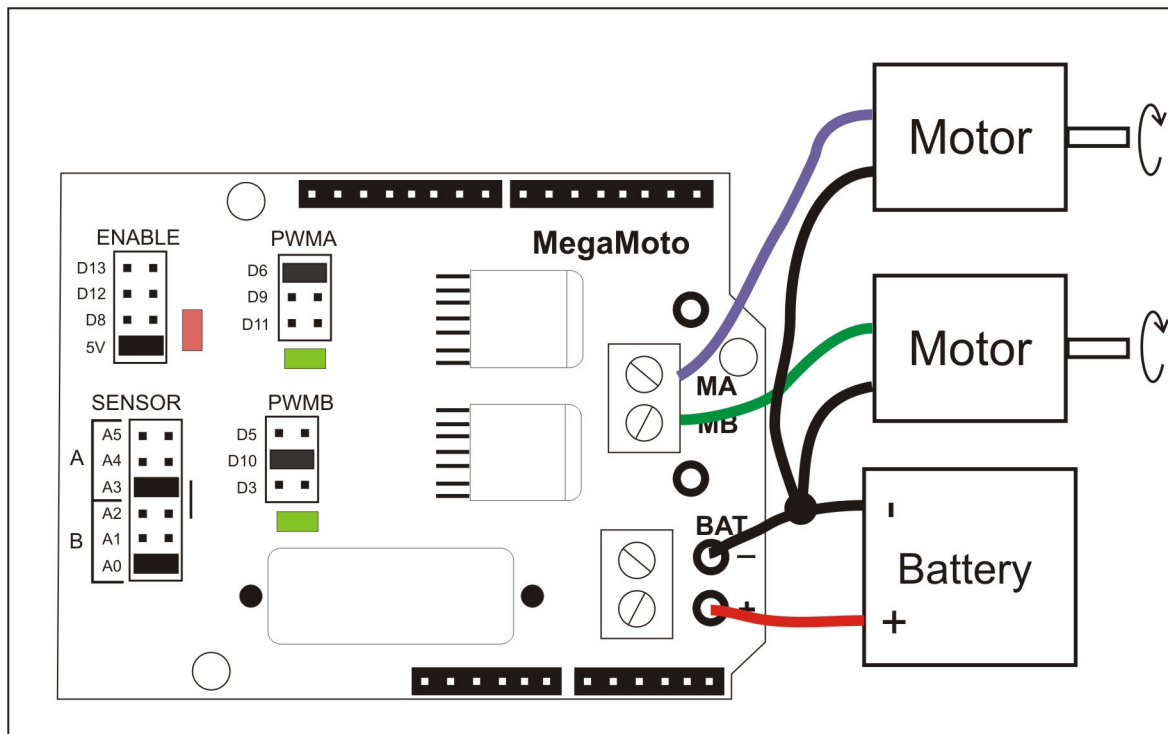 Motor
MegaMoto
ENABLE
D13
D12
D8
5V
PWMA
D6
D9
D11
Motor
MA
MB
SENSOR
A
A5
A4
A3
B
A2
A1
A0
PWMB
D5
D10
D3
BAT
−
+
-
Battery
+